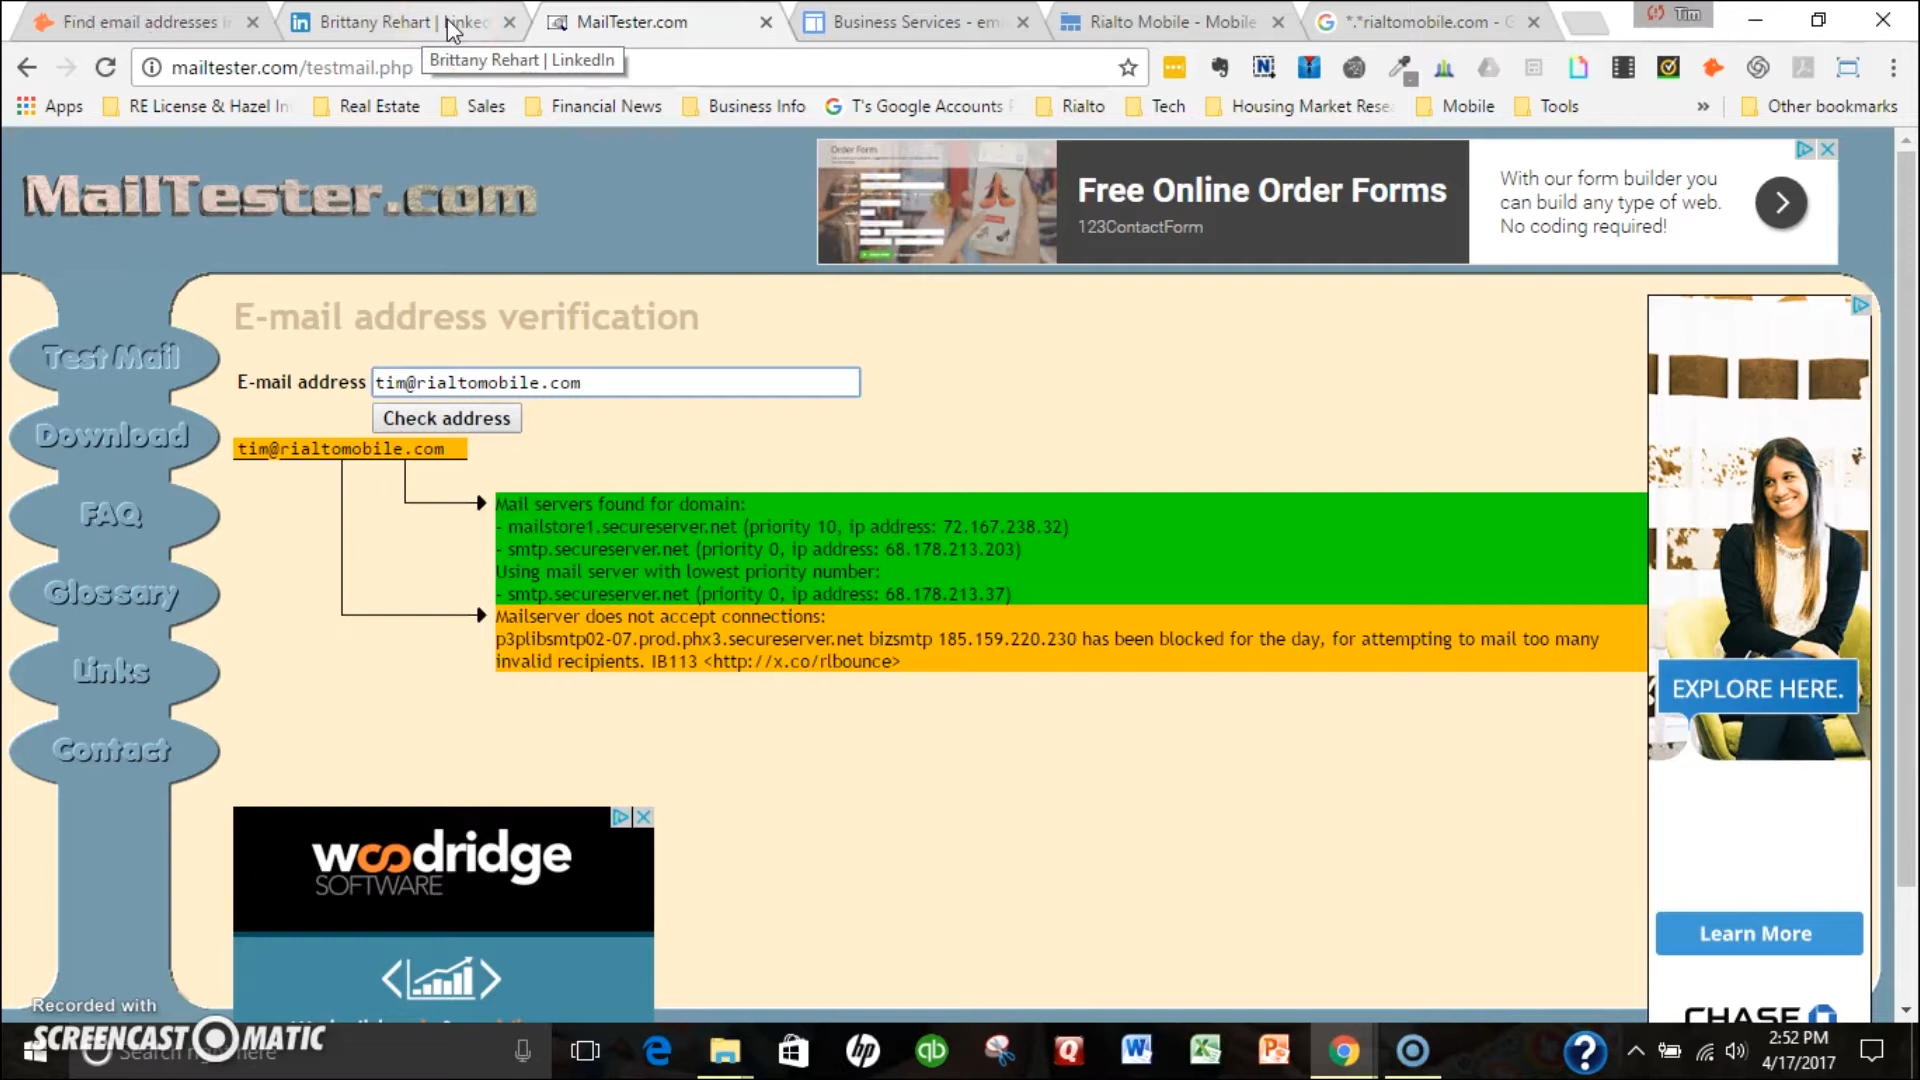 Find email addresses i
Brittany Rehart | Linked
MailTester.com
Business Services - em
Rialto Mobile - Mobile
*.*rialtomobile.com - G
Tim
mailtester.com/testmail.php
Brittany Rehart | LinkedIn
Apps
RE License & Hazel In
Real Estate
Sales
Financial News
Business Info
T's Google Accounts
Rialto
Tech
Housing Market Rese
Mobile
Tools
»
Other bookmarks
MailTester.com
Order Form
Free Online Order Forms
123ContactForm
With our form builder you
can build any type of web.
No coding required!
E-mail address verification
Test Mail
Download
FAQ
Glossary
Links
Contact
E-mail address tim@rialtomobile.com
Check address
tim@rialtomobile.com
Mail servers found for domain:
- mailstore1.secureserver.net (priority 10, ip address: 72.167.238.32)
- smtp.secureserver.net (priority 0, ip address: 68.178.213.203)
Using mail server with lowest priority number:
- smtp.secureserver.net (priority 0, ip address: 68.178.213.37)
Mailserver does not accept connections:
p3plibsmtp02-07.prod.phx3.secureserver.net bizsmtp 185.159.220.230 has been blocked for the day, for attempting to mail too many
invalid recipients. IB113 <http://x.co/rlbounce>
EXPLORE HERE.
Learn More
CHASE
woodridge
SOFTWARE
Recorded with
SCREENCAST MATIC
2:52 PM
4/17/2017